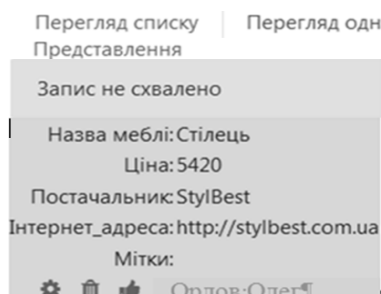 Перегляд списку Перегляд одн
Представлення
Запис не схвалено
Назва меблі: Стілець
Ціна: 5420
Постачальник: StylBest
Інтернет_адреса: http://stylbest.com.ua
Мітки:
Орлов·Олег¶